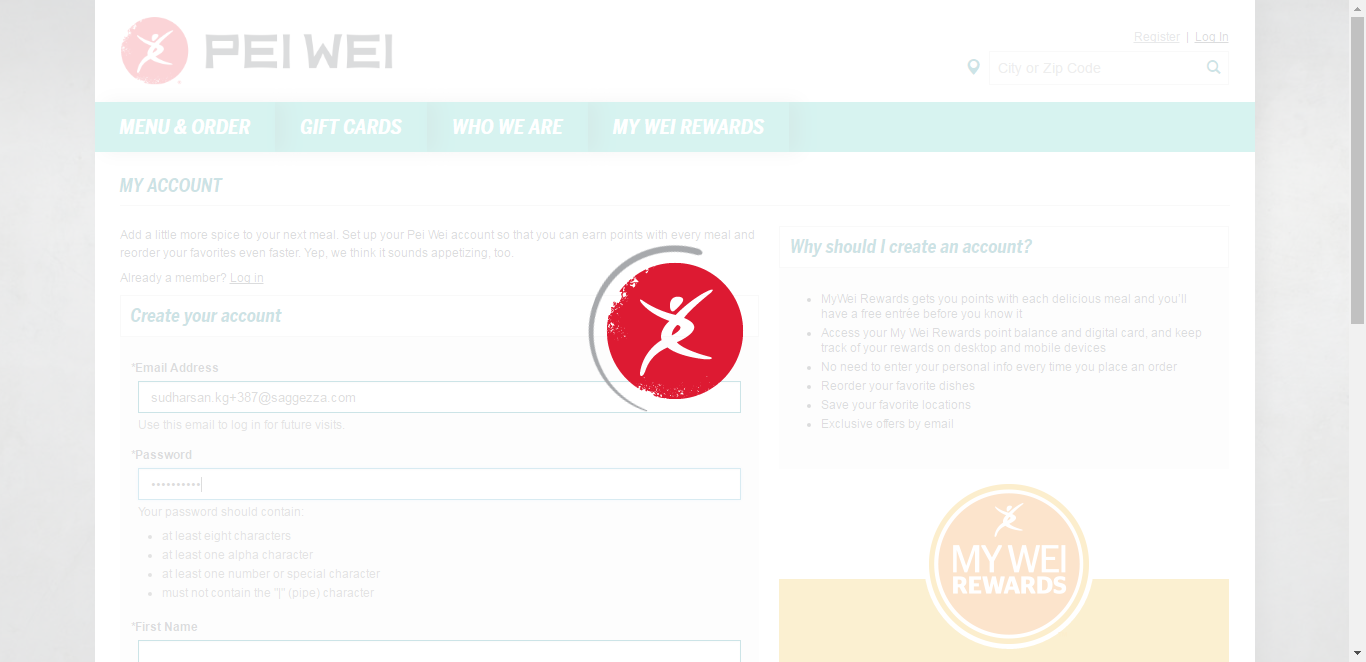 PEI WEI
Register | Log In
City or Zip Code
MENU & ORDER
GIFT CARDS
WHO WE ARE
MY WEI REWARDS
MY ACCOUNT
Add a little more spice to your next meal. Set up your Pei Wei account so that you can earn points with every meal and
reorder your favorites even faster. Yep, we think it sounds appetizing, too.
Already a member? Log in
Create your account
*Email Address
sudharsan.kg+387@saggezza.com
Use this email to log in for future visits.
*Password
••••••••••
Your password should contain:
• at least eight characters
• at least one alpha character
• at least one number or special character
• must not contain the "|" (pipe) character
*First Name
Why should I create an account?
• MyWei Rewards gets you points with each delicious meal and you'll
have a free entrée before you know it
• Access your My Wei Rewards point balance and digital card, and keep
track of your rewards on desktop and mobile devices
• No need to enter your personal info every time you place an order
• Reorder your favorite dishes
• Save your favorite locations
• Exclusive offers by email
MY WEI
REWARDS